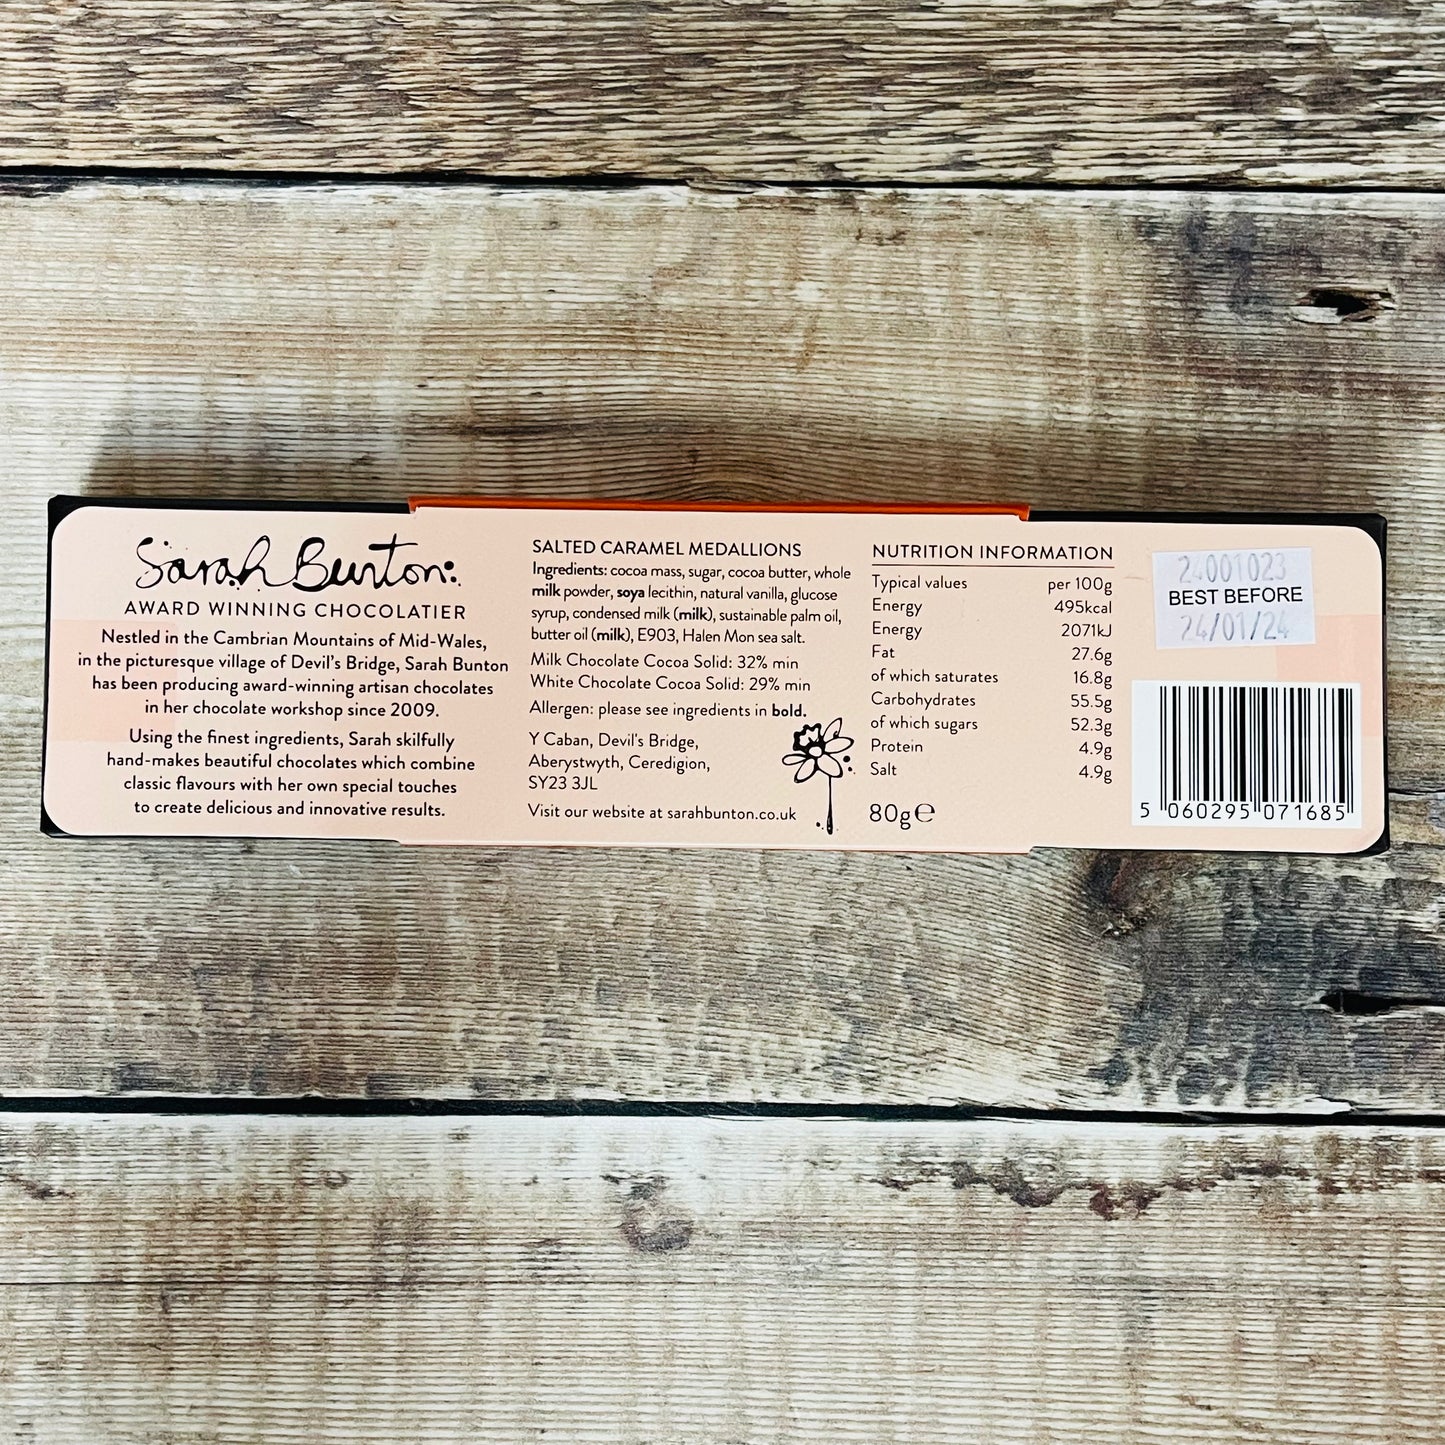 Sarah Bunton
AWARD WINNING CHOCOLATIER
Nestled in the Cambrian Mountains of Mid-Wales,
in the picturesque village of Devil's Bridge, Sarah Bunton
has been producing award-winning artisan chocolates
in her chocolate workshop since 2009.
Using the finest ingredients, Sarah skilfully
hand-makes beautiful chocolates which combine
classic flavours with her own special touches
to create delicious and innovative results.
SALTED CARAMEL MEDALLIONS
Ingredients: cocoa mass, sugar, cocoa butter, whole
milk powder, soya lecithin, natural vanilla, glucose
syrup, condensed milk (milk), sustainable palm oil,
butter oil (milk), E903, Halen Mon sea salt.
Milk Chocolate Cocoa Solid: 32% min
White Chocolate Cocoa Solid: 29% min
Allergen: please see ingredients in bold.
Y Caban, Devil's Bridge,
Aberystwyth, Ceredigion,
SY23 3JL
Visit our website at sarahbunton.co.uk
NUTRITION INFORMATION
Typical values per 100g
Energy 495kcal
Energy 2071kJ
Fat 27.6g
of which saturates 16.8g
Carbohydrates 55.5g
of which sugars 52.3g
Protein 4.9g
Salt 4.9g
80g e
24001023
BEST BEFORE
24/01/24
5 060295 071685